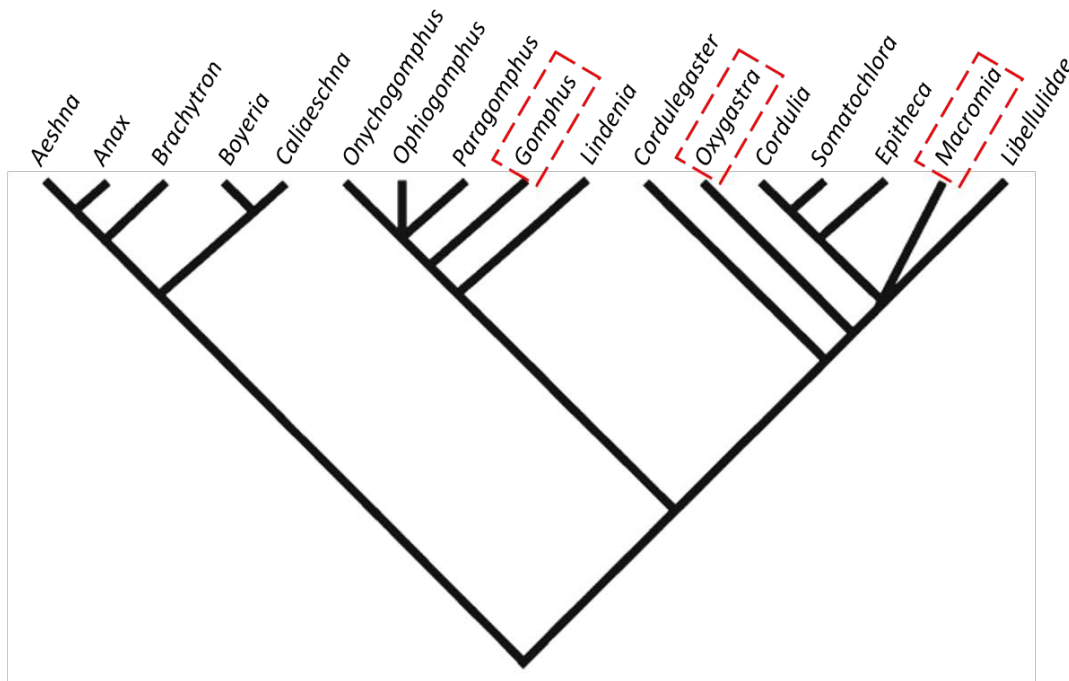 Aeshna
Anax
Brachytron
Boyeria
Caliaeschna
Onychogomphus
Ophiogomphus
Paragomphus
Gomphus
Lindenia
Cordulegaster
Oxygastra
Cordulia
Somatochlora
Epitheca
Macromia
Libellulidae